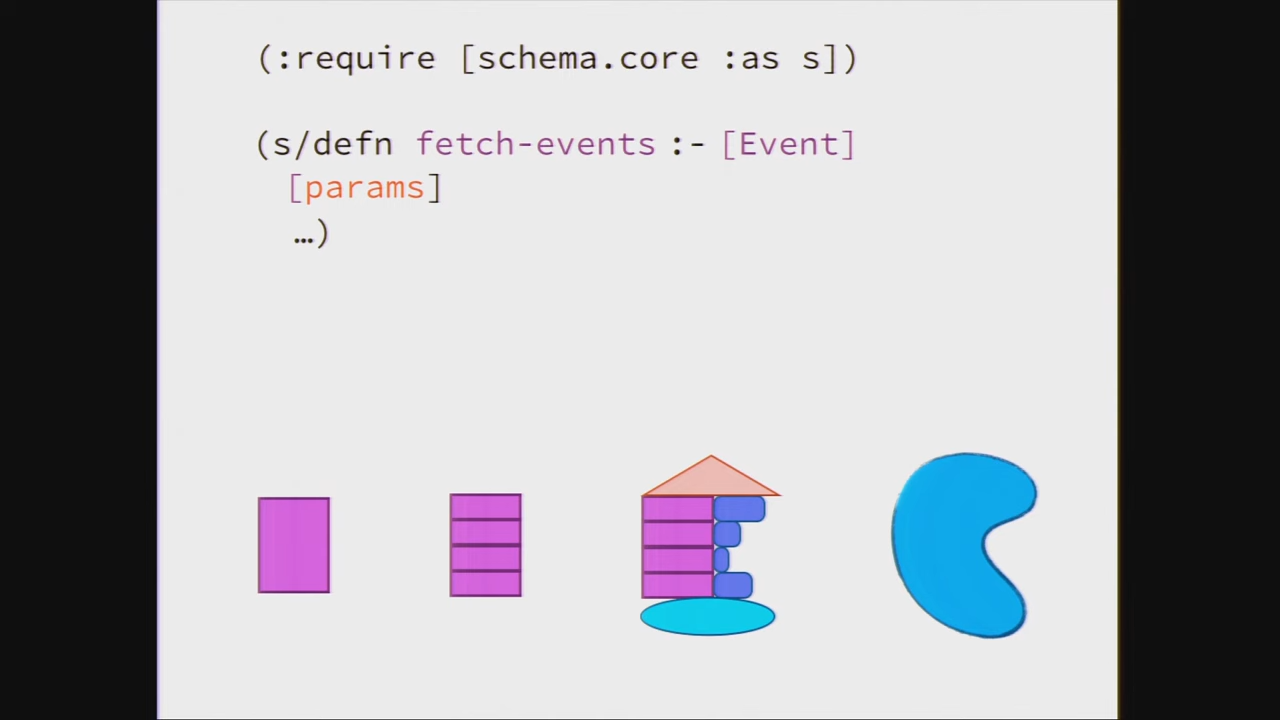 (:require [schema.core :as s])
(s/defn fetch-events :- [Event]
[params]
…)